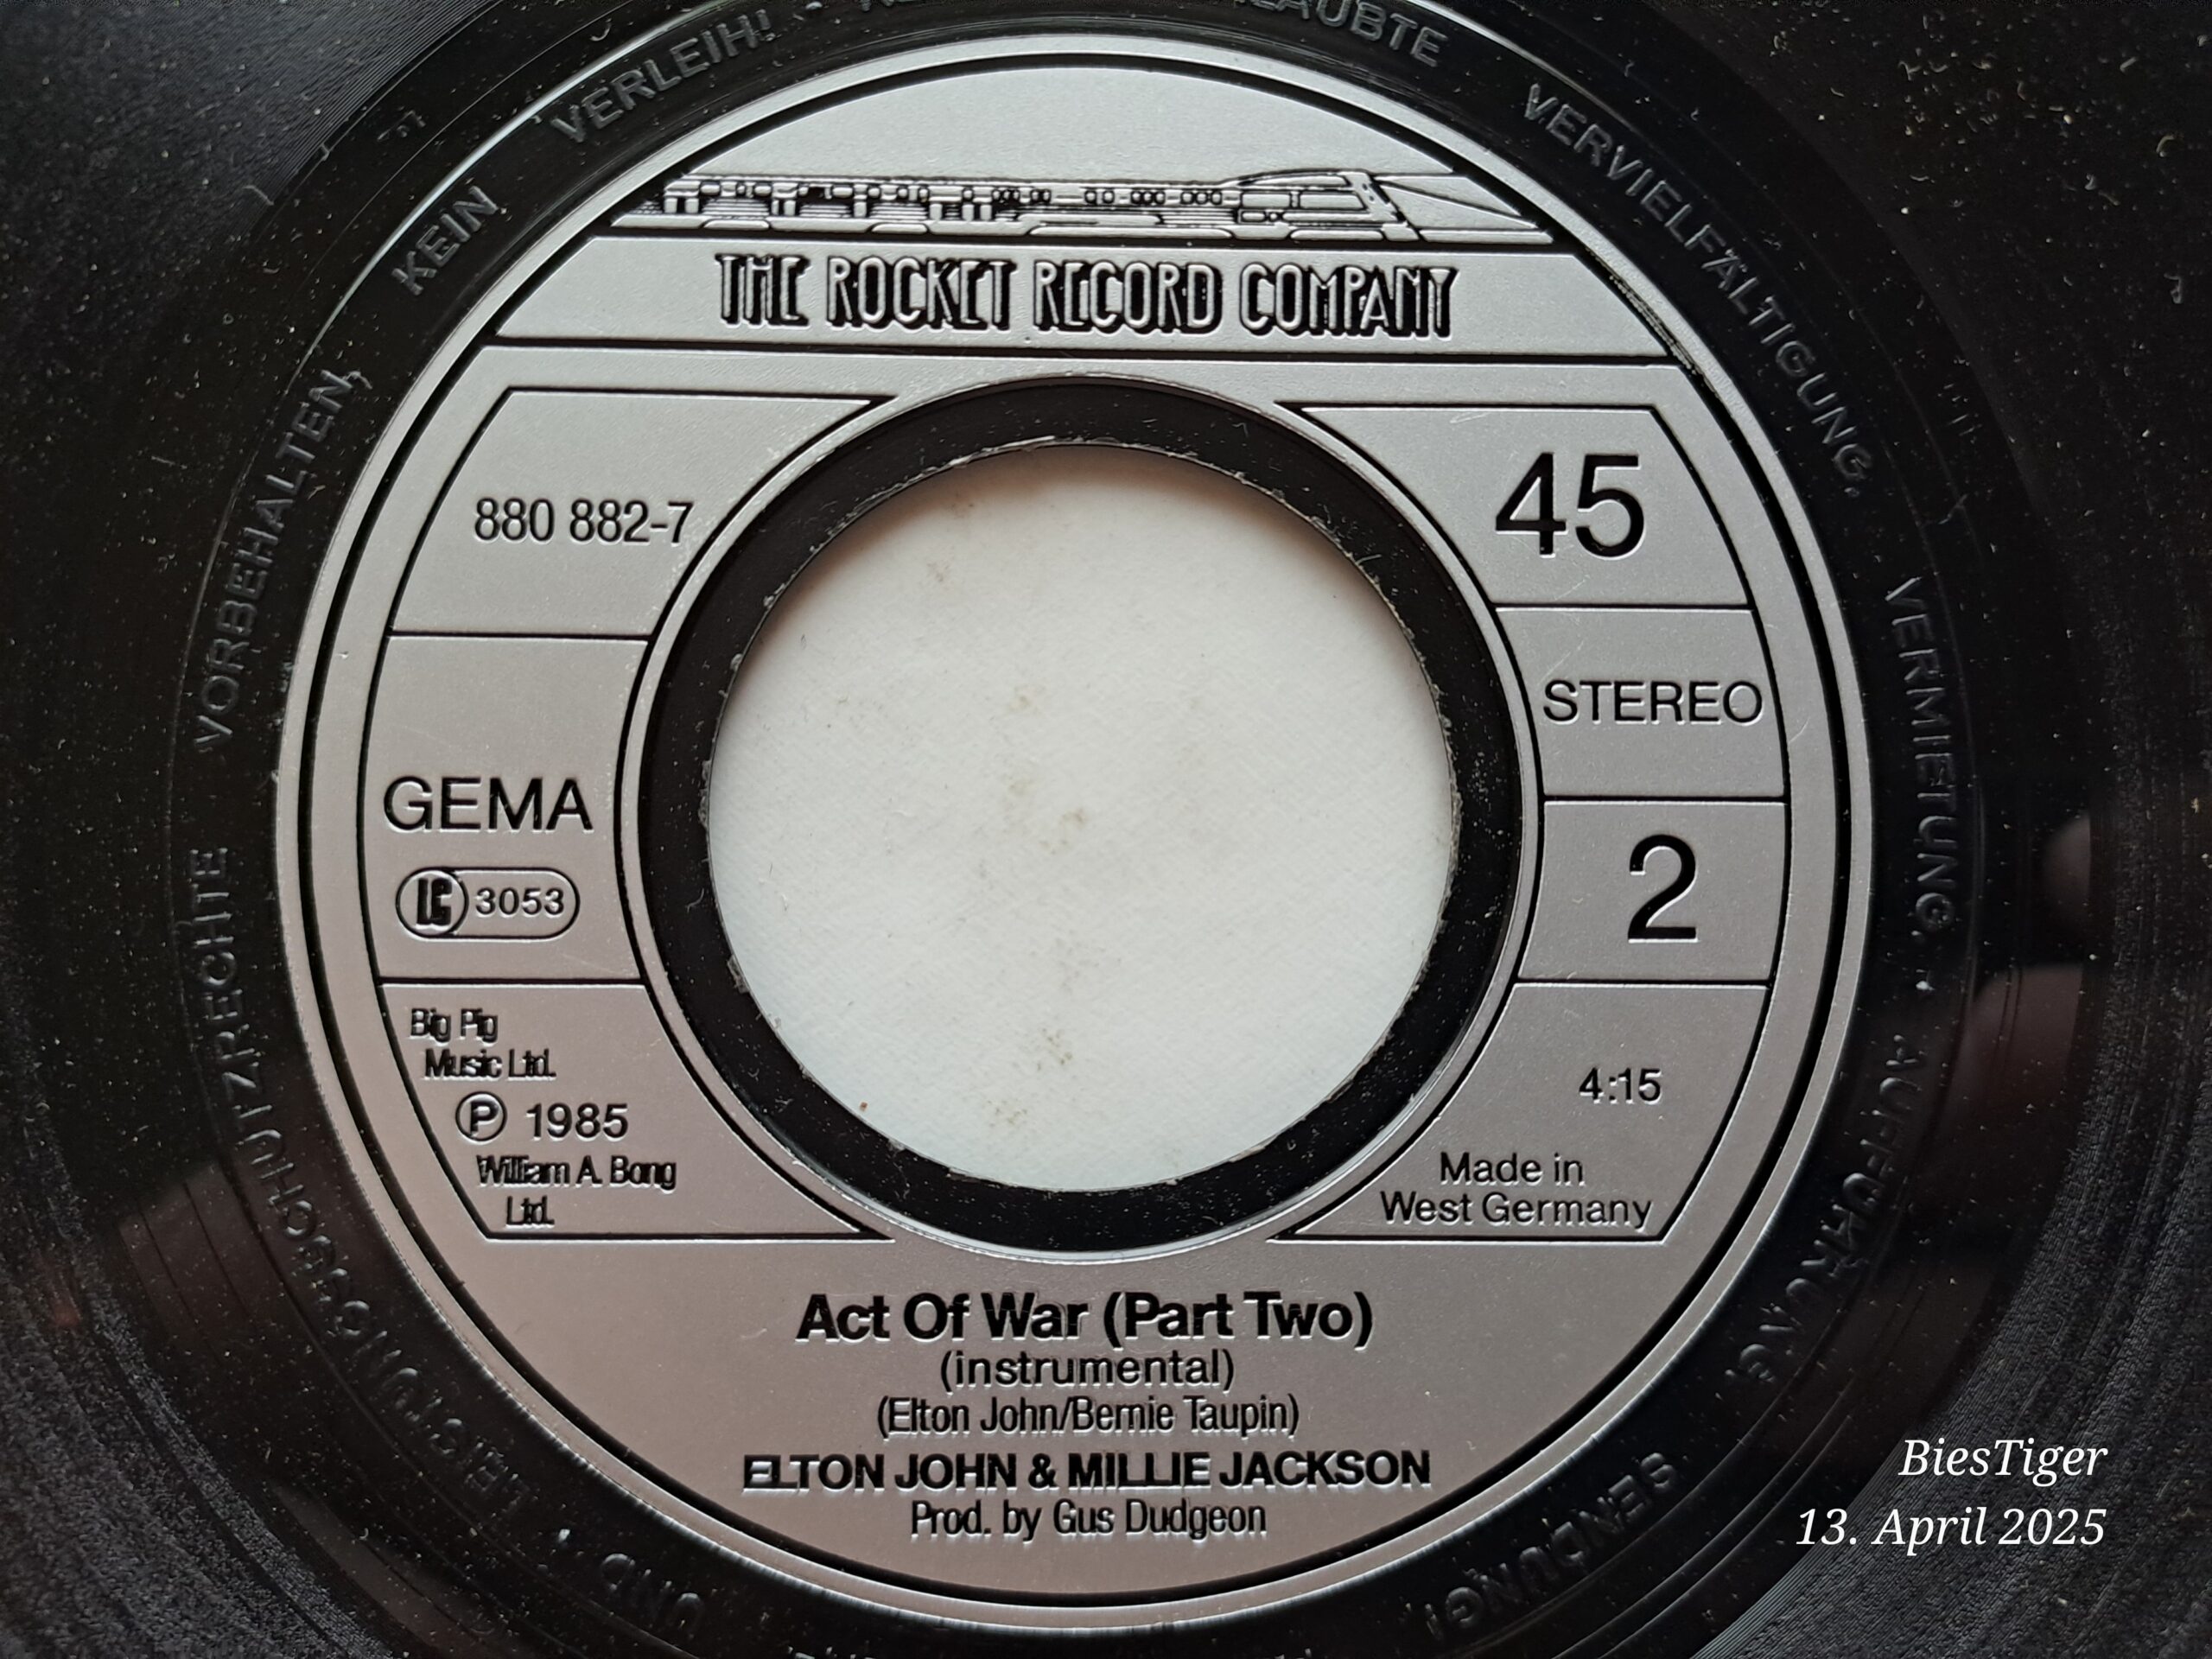 KEIN VERLEIH!
VERVIELFÄLTIGUNG,
VERMIETUNG,
AUFFÜHRUNG,
SENDUNG!
UND LEISTUNGSSCHUTZRECHTE VORBEHALTEN,
THE ROCKET RECORD COMPANY
880 882-7
45
STEREO
GEMA
LC 3053
2
Big Pig
Music Ltd.
Ⓟ 1985
William A. Bong
Ltd.
4:15
Made in
West Germany
Act Of War (Part Two)
(instrumental)
(Elton John/Bernie Taupin)
ELTON JOHN & MILLIE JACKSON
Prod. by Gus Dudgeon
BiesTiger
13. April 2025